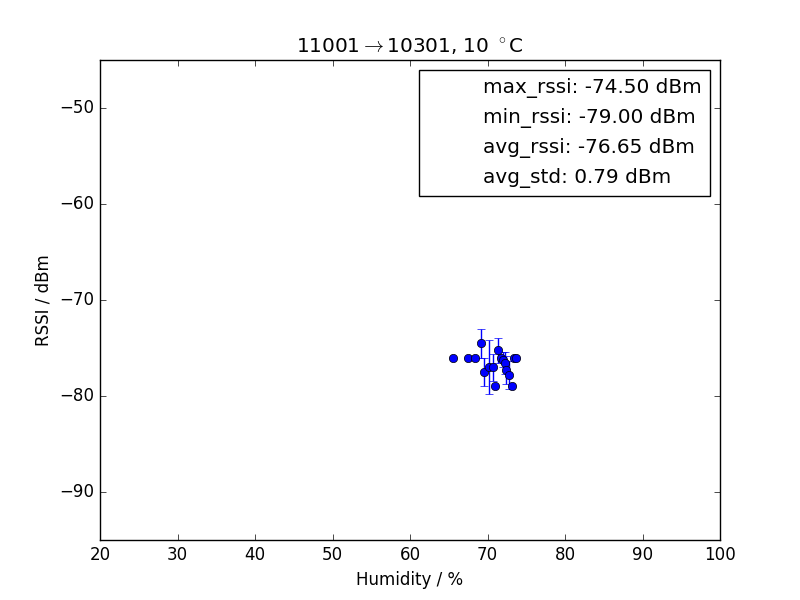 11001→10301, 10 °C
max_rssi: -74.50 dBm
min_rssi: -79.00 dBm
avg_rssi: -76.65 dBm
avg_std: 0.79 dBm
RSSI / dBm
−50
−60
−70
−80
−90
20 30 40 50 60 70 80 90 100
Humidity / %